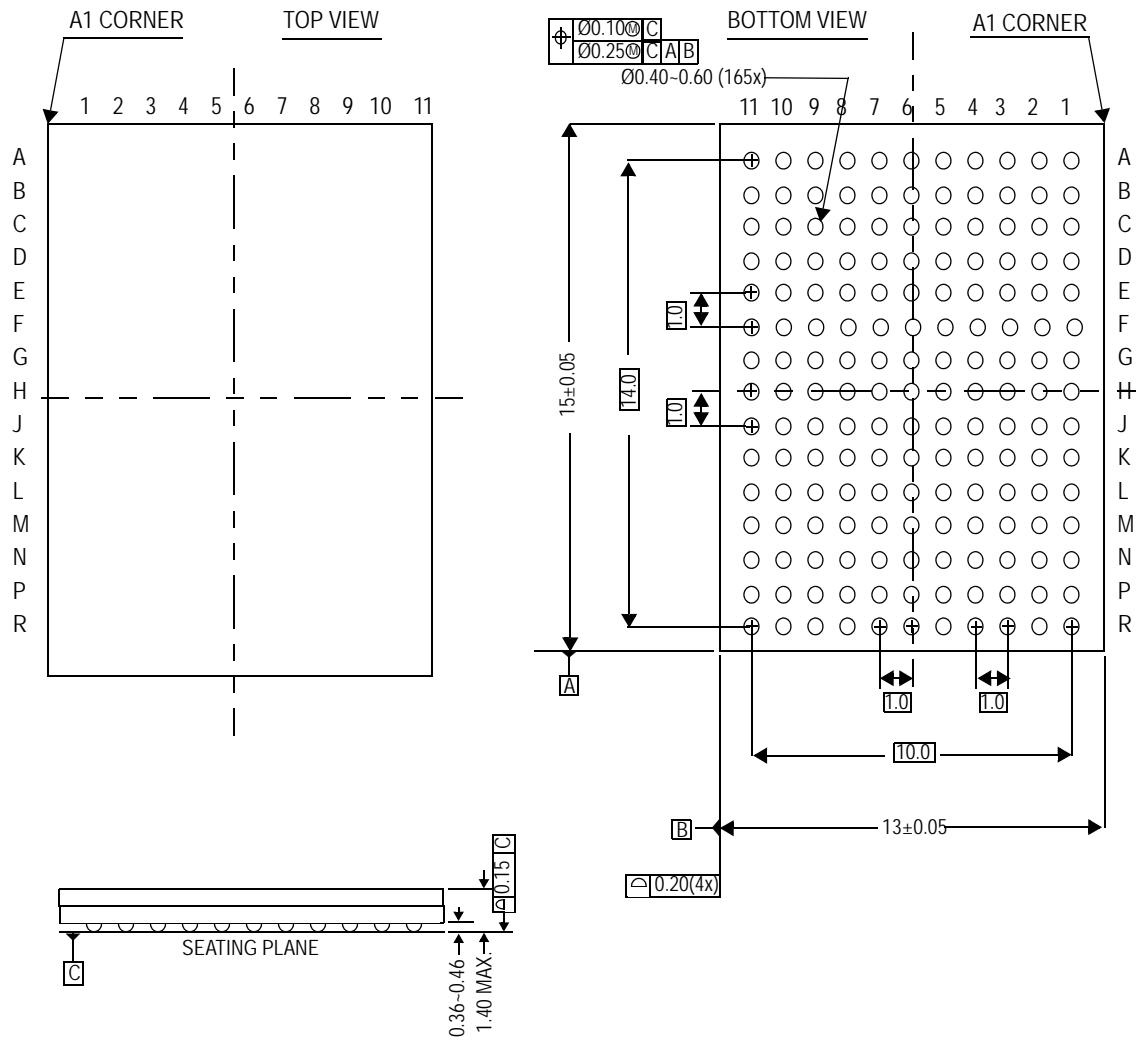 A1 CORNER
TOP VIEW
1 2 3 4 5 6 7 8 9 10 11
A
B
C
D
E
F
G
H
J
K
L
M
N
P
R
Ø0.10Ⓜ C
Ø0.25Ⓜ C A B
BOTTOM VIEW
A1 CORNER
Ø0.40~0.60 (165x)
11 10 9 8 7 6 5 4 3 2 1
A
B
C
D
E
F
G
H
J
K
L
M
N
P
R
15±0.05
14.0
1.0
1.0
A
1.0
1.0
10.0
B
13±0.05
0.20(4x)
0.15 C
SEATING PLANE
C
0.36~0.46
1.40 MAX.